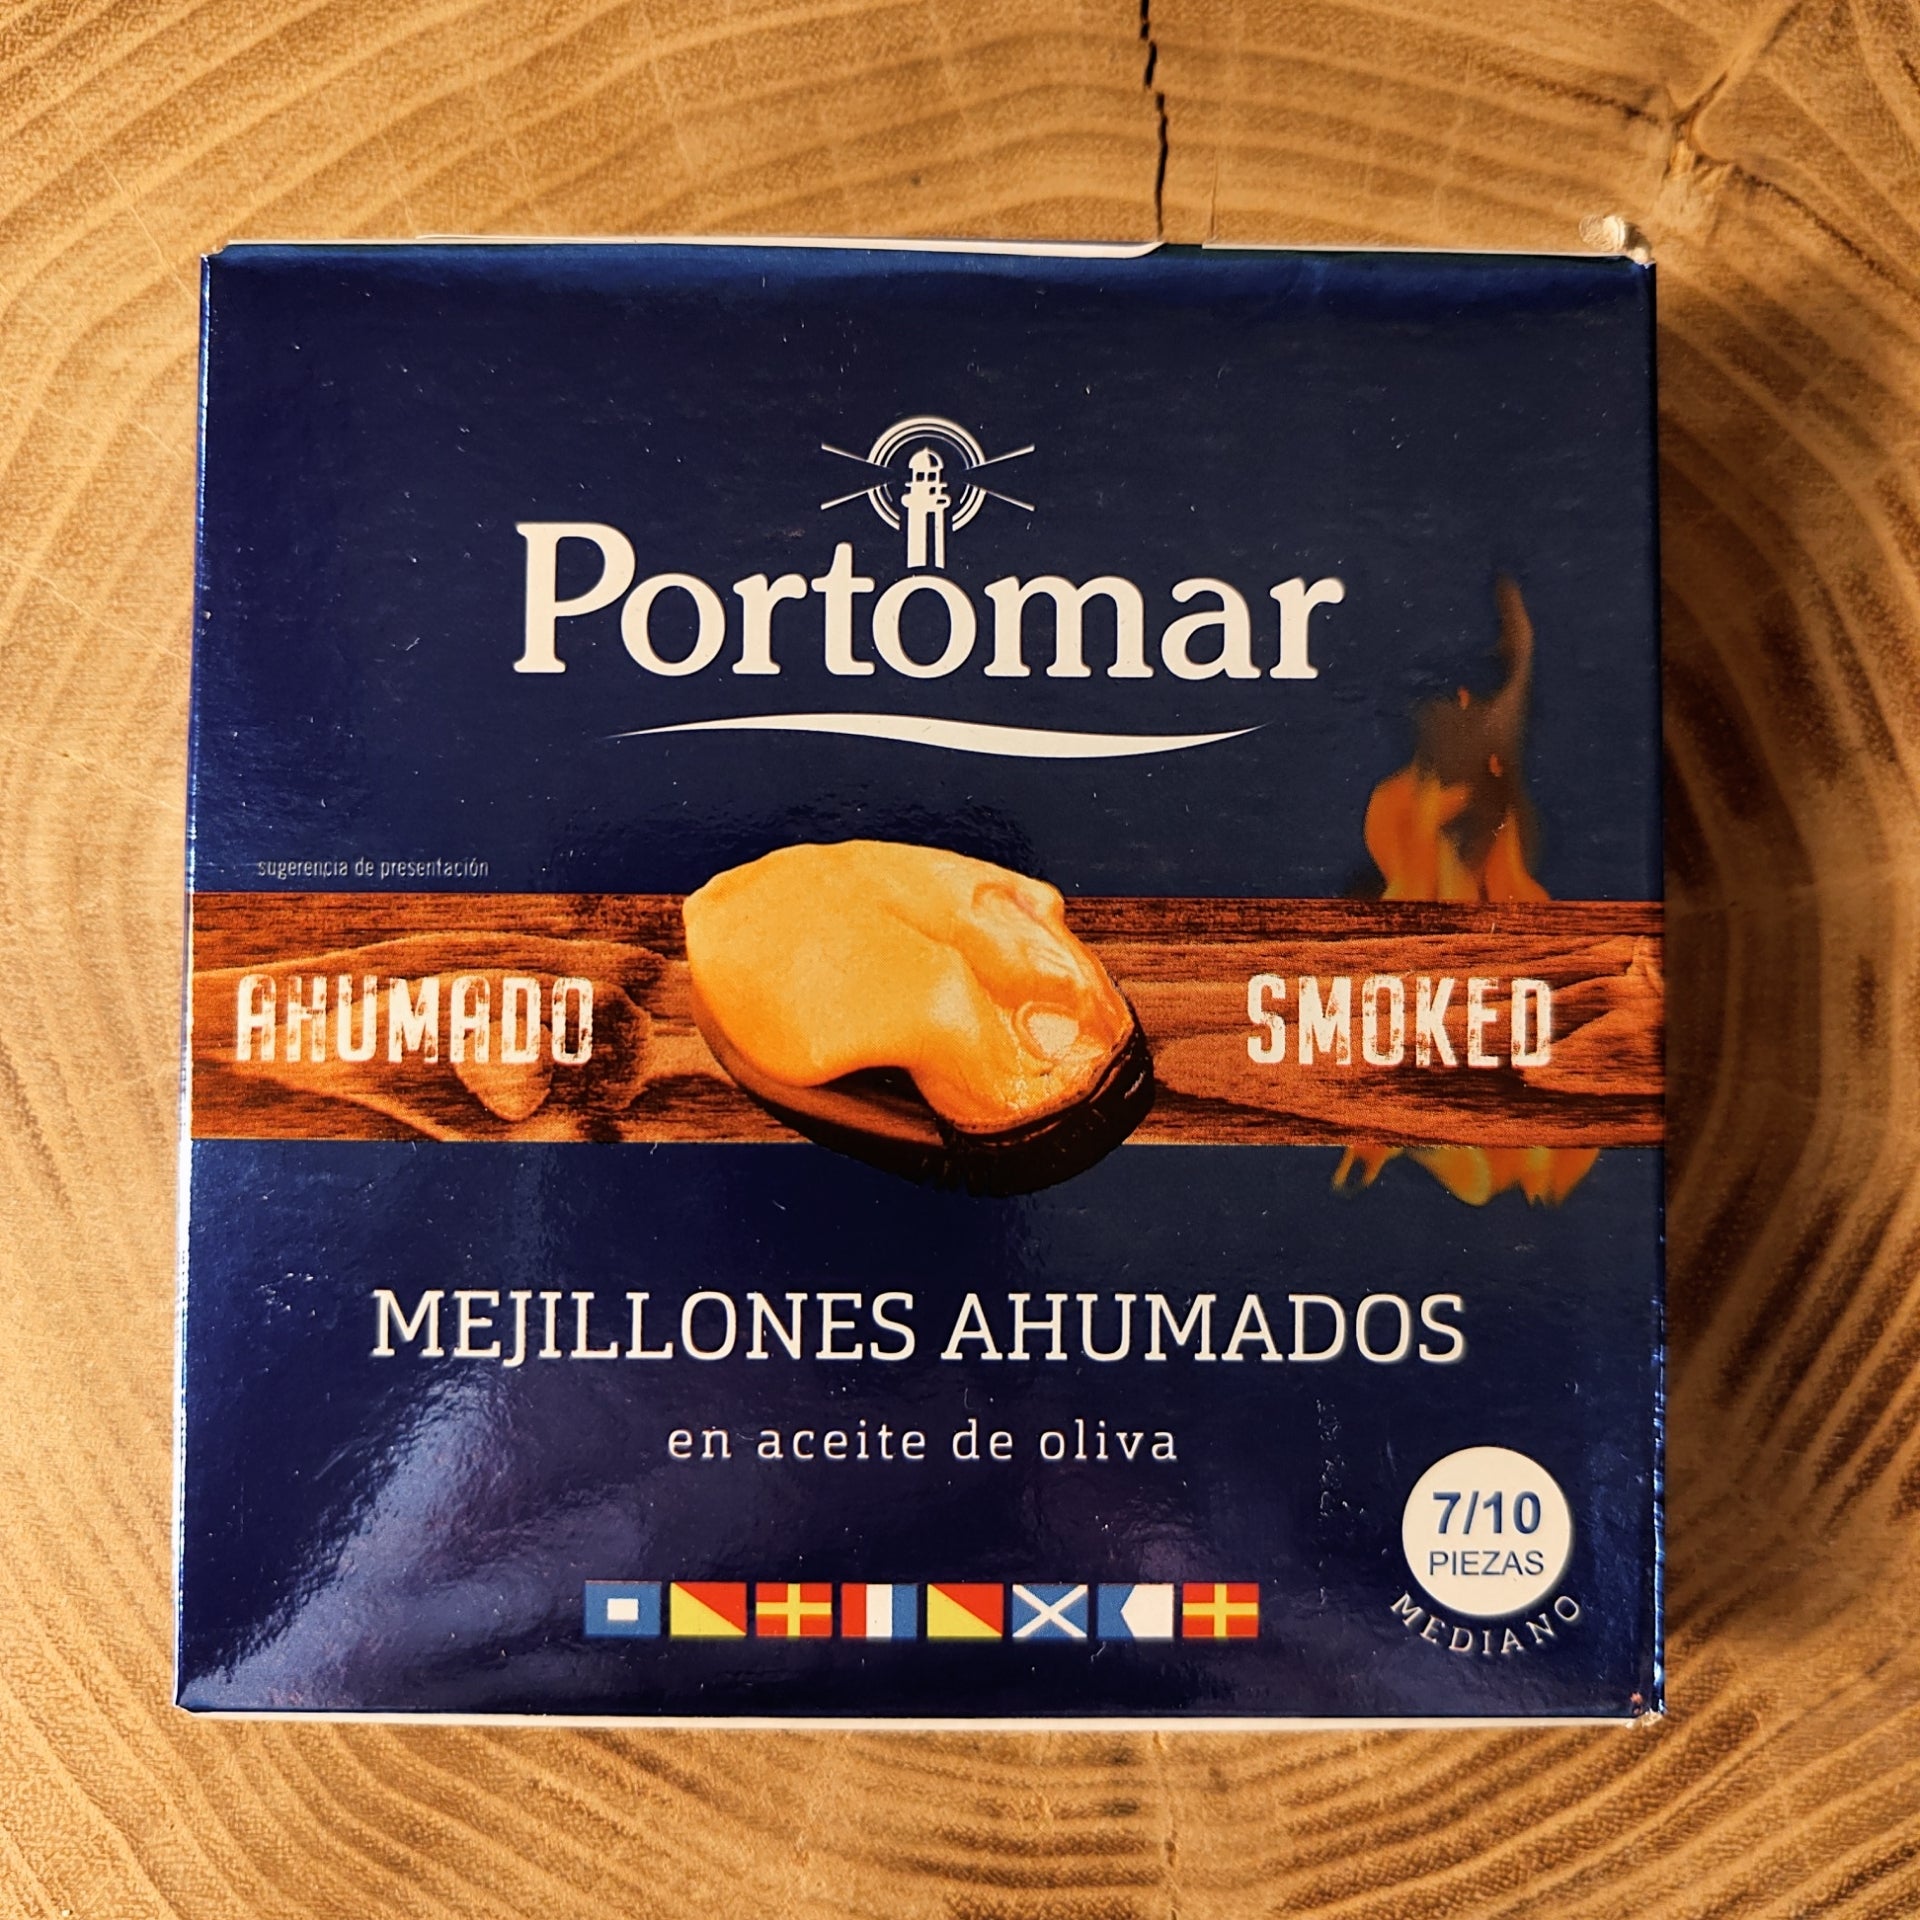 Portomar
sugerencia de presentación
AHUMADO
SMOKED
MEJILLONES AHUMADOS
en aceite de oliva
7/10
PIEZAS
MEDIANO